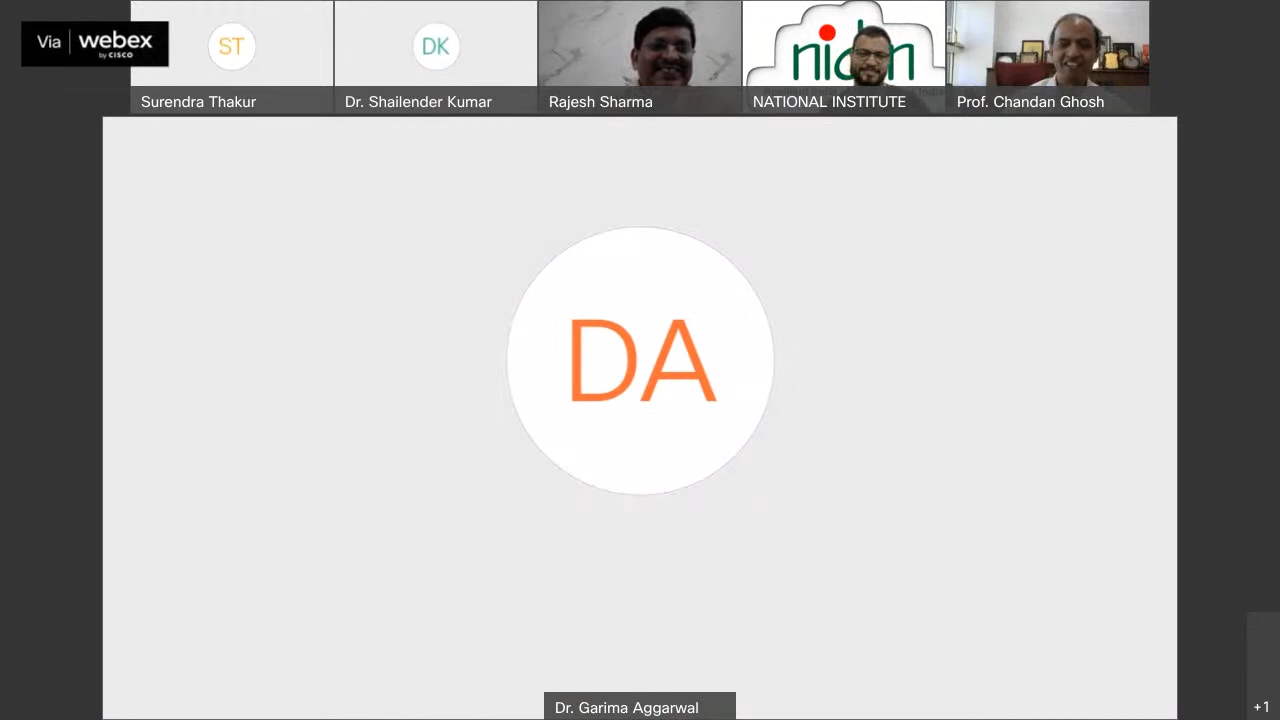 Via webex
by CISCO
ST
DK
nidm
Surendra Thakur
Dr. Shailender Kumar
Rajesh Sharma
NATIONAL INSTITUTE
Prof. Chandan Ghosh
DA
Dr. Garima Aggarwal
+1